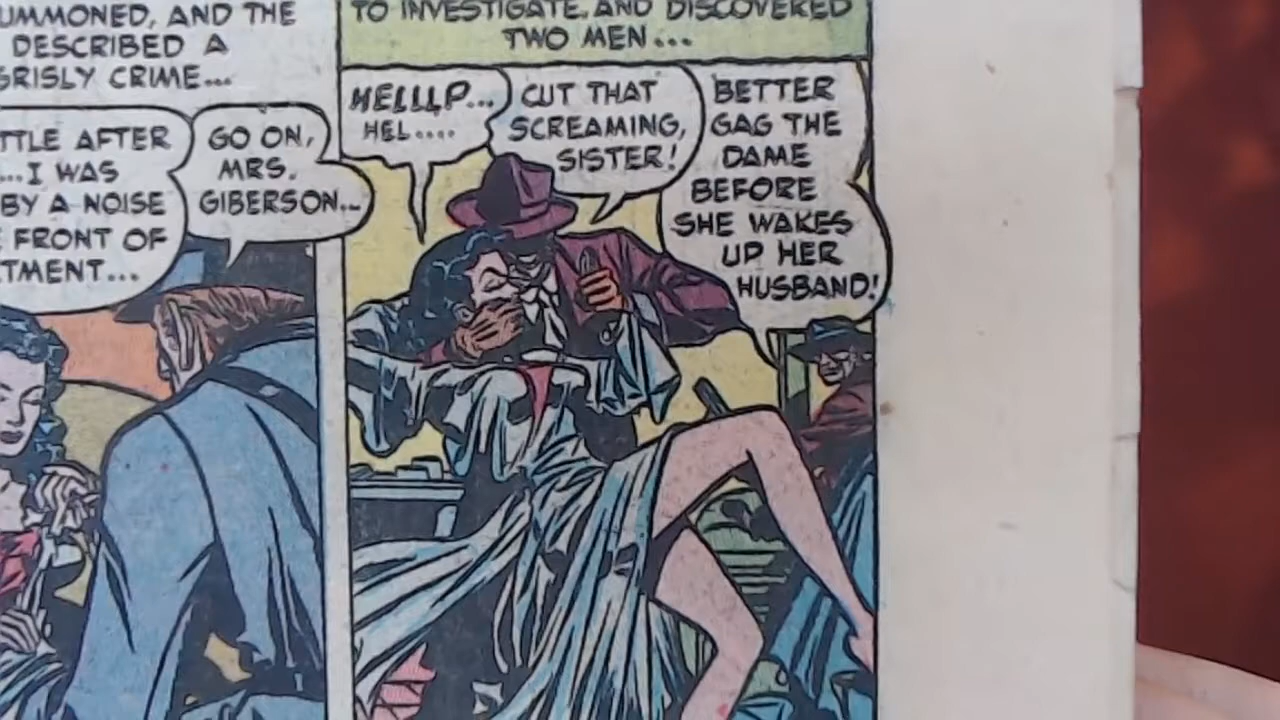 UMMONED, AND THE
DESCRIBED A
GRISLY CRIME...
TTLE AFTER
...I WAS
BY A NOISE
FRONT OF
TMENT...
GO ON,
MRS.
GIBERSON...
TO INVESTIGATE, AND DISCOVERED
TWO MEN...
HELLLP...
HEL....
CUT THAT
SCREAMING,
SISTER!
BETTER
GAG THE
DAME
BEFORE
SHE WAKES
UP HER
HUSBAND!